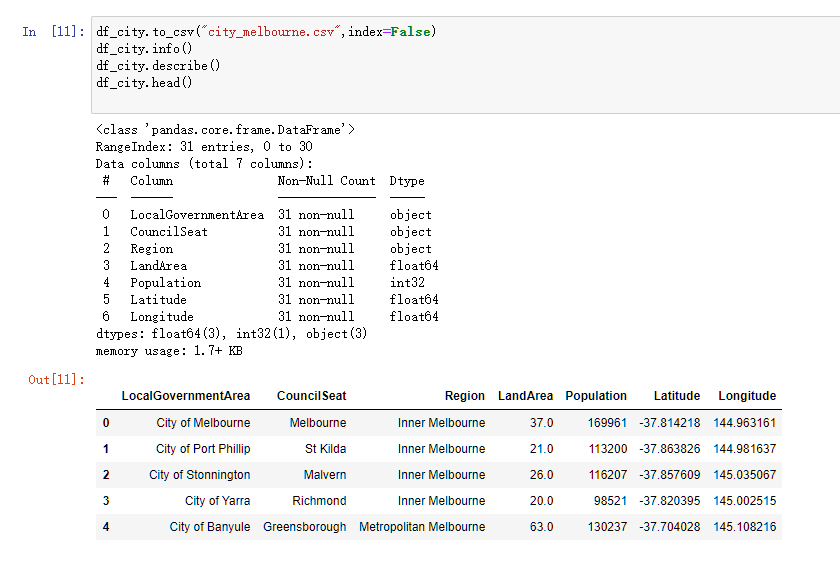 In [11]: df_city.to_csv("city_melbourne.csv",index=False)
df_city.info()
df_city.describe()
df_city.head()
<class 'pandas.core.frame.DataFrame'>
RangeIndex: 31 entries, 0 to 30
Data columns (total 7 columns):
# Column Non-Null Count Dtype
--- ------ -------------- -----
0 LocalGovernmentArea 31 non-null object
1 CouncilSeat 31 non-null object
2 Region 31 non-null object
3 LandArea 31 non-null float64
4 Population 31 non-null int32
5 Latitude 31 non-null float64
6 Longitude 31 non-null float64
dtypes: float64(3), int32(1), object(3)
memory usage: 1.7+ KB
Out[11]:
LocalGovernmentArea CouncilSeat Region LandArea Population Latitude Longitude
0 City of Melbourne Melbourne Inner Melbourne 37.0 169961 -37.814218 144.963161
1 City of Port Phillip St Kilda Inner Melbourne 21.0 113200 -37.863826 144.981637
2 City of Stonnington Malvern Inner Melbourne 26.0 116207 -37.857609 145.035067
3 City of Yarra Richmond Inner Melbourne 20.0 98521 -37.820395 145.002515
4 City of Banyule Greensborough Metropolitan Melbourne 63.0 130237 -37.704028 145.108216